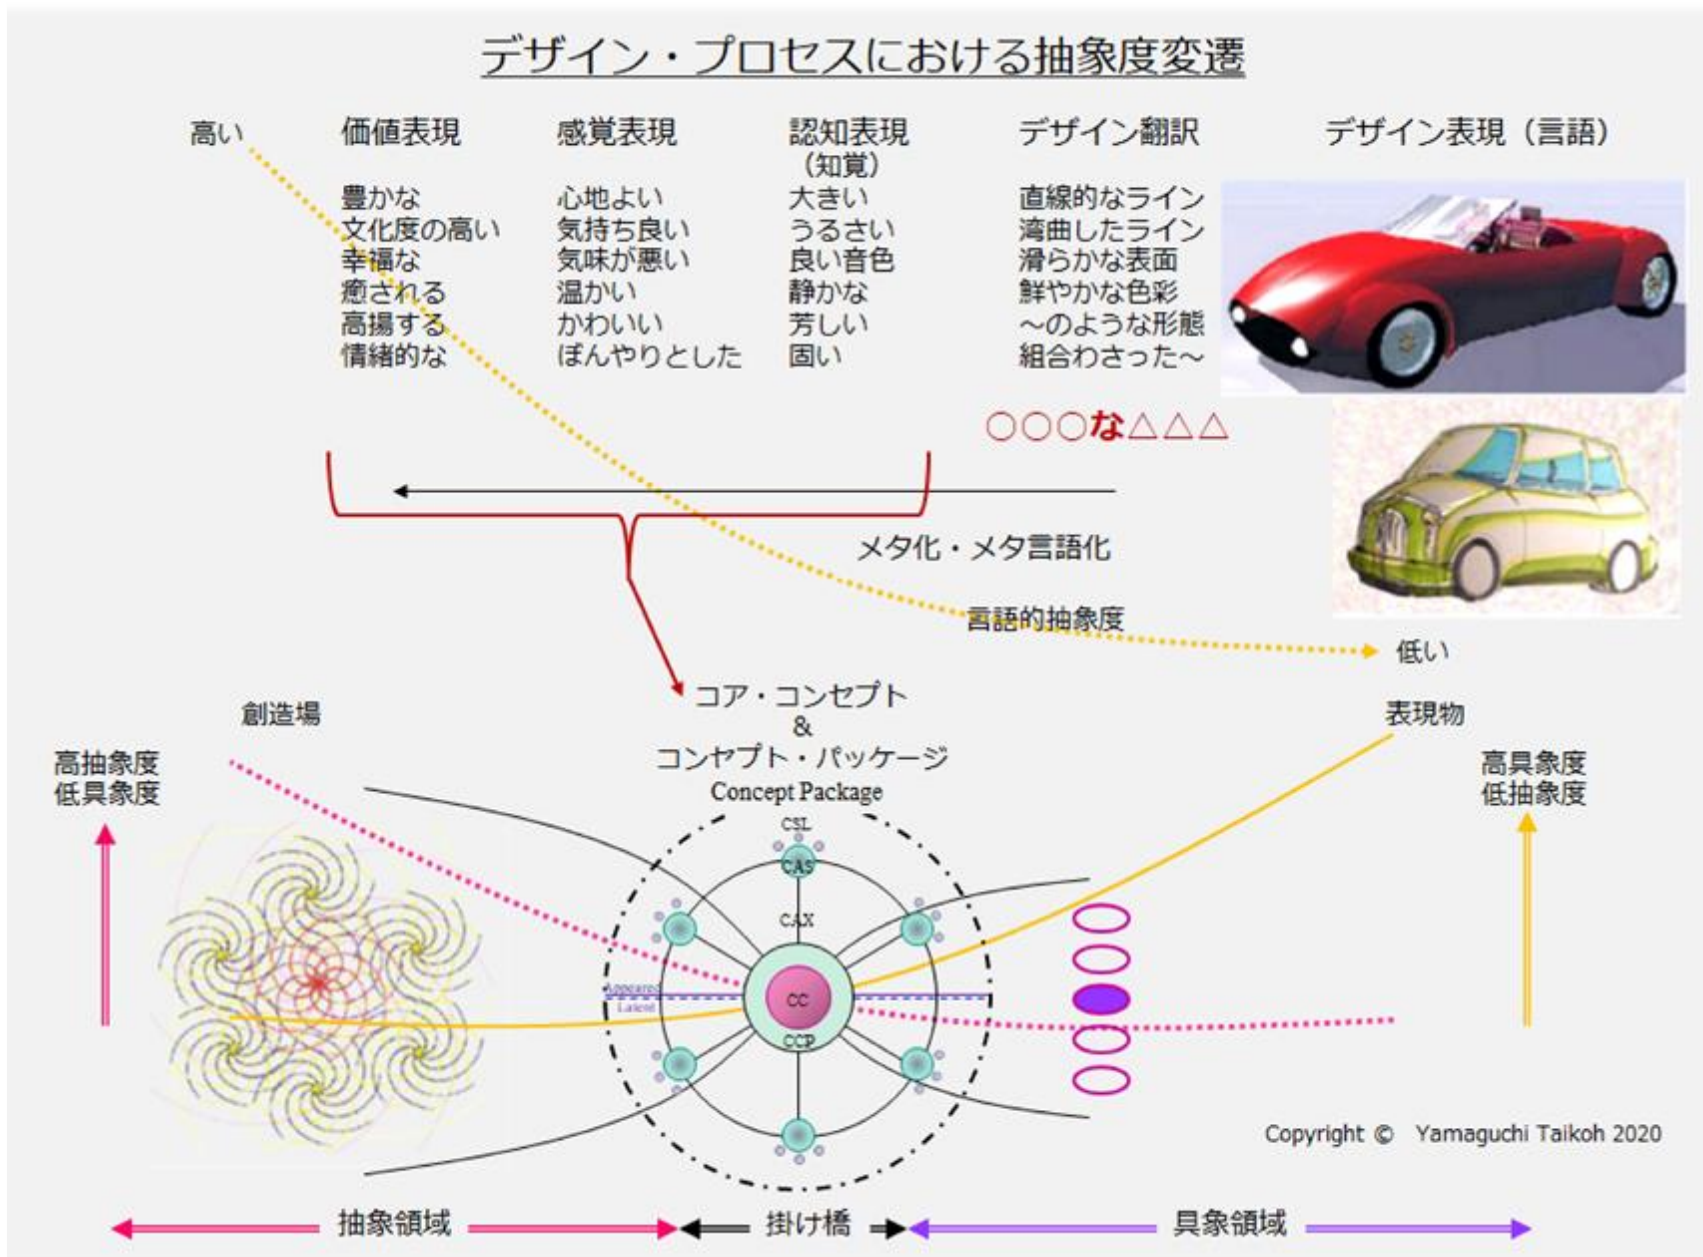 デザイン・プロセスにおける抽象度変遷
高い
価値表現
豊かな
文化度の高い
幸福な
癒される
高揚する
情緒的な
感覚表現
心地よい
気持ち良い
気味が悪い
温かい
かわいい
ぼんやりとした
認知表現
（知覚）
大きい
うるさい
良い音色
静かな
芳しい
固い
デザイン翻訳
直線的なライン
湾曲したライン
滑らかな表面
鮮やかな色彩
～のような形態
組合わさった～
デザイン表現（言語）
○○○な△△△
メタ化・メタ言語化
言語的抽象度
低い
創造場
高抽象度
低具象度
コア・コンセプト
&
コンセプト・パッケージ
Concept Package
表現物
高具象度
低抽象度
CSL
CAS
CAX
Appeared
Latent
CC
CCP
Copyright © Yamaguchi Taikoh 2020
抽象領域
掛け橋
具象領域